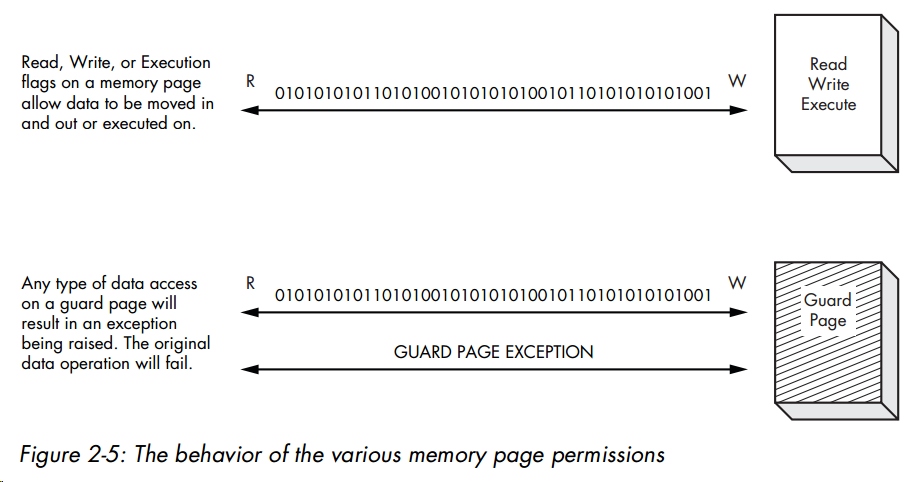 Read, Write, or Execution
flags on a memory page
allow data to be moved in
and out or executed on.
R
W
0101010101101010010101010100101101010101010​1001
Read
Write
Execute
Any type of data access
on a guard page will
result in an exception
being raised. The original
data operation will fail.
R
W
01010101011010100101010101001011010101010101001
GUARD PAGE EXCEPTION
Guard
Page
Figure 2-5: The behavior of the various memory page permissions